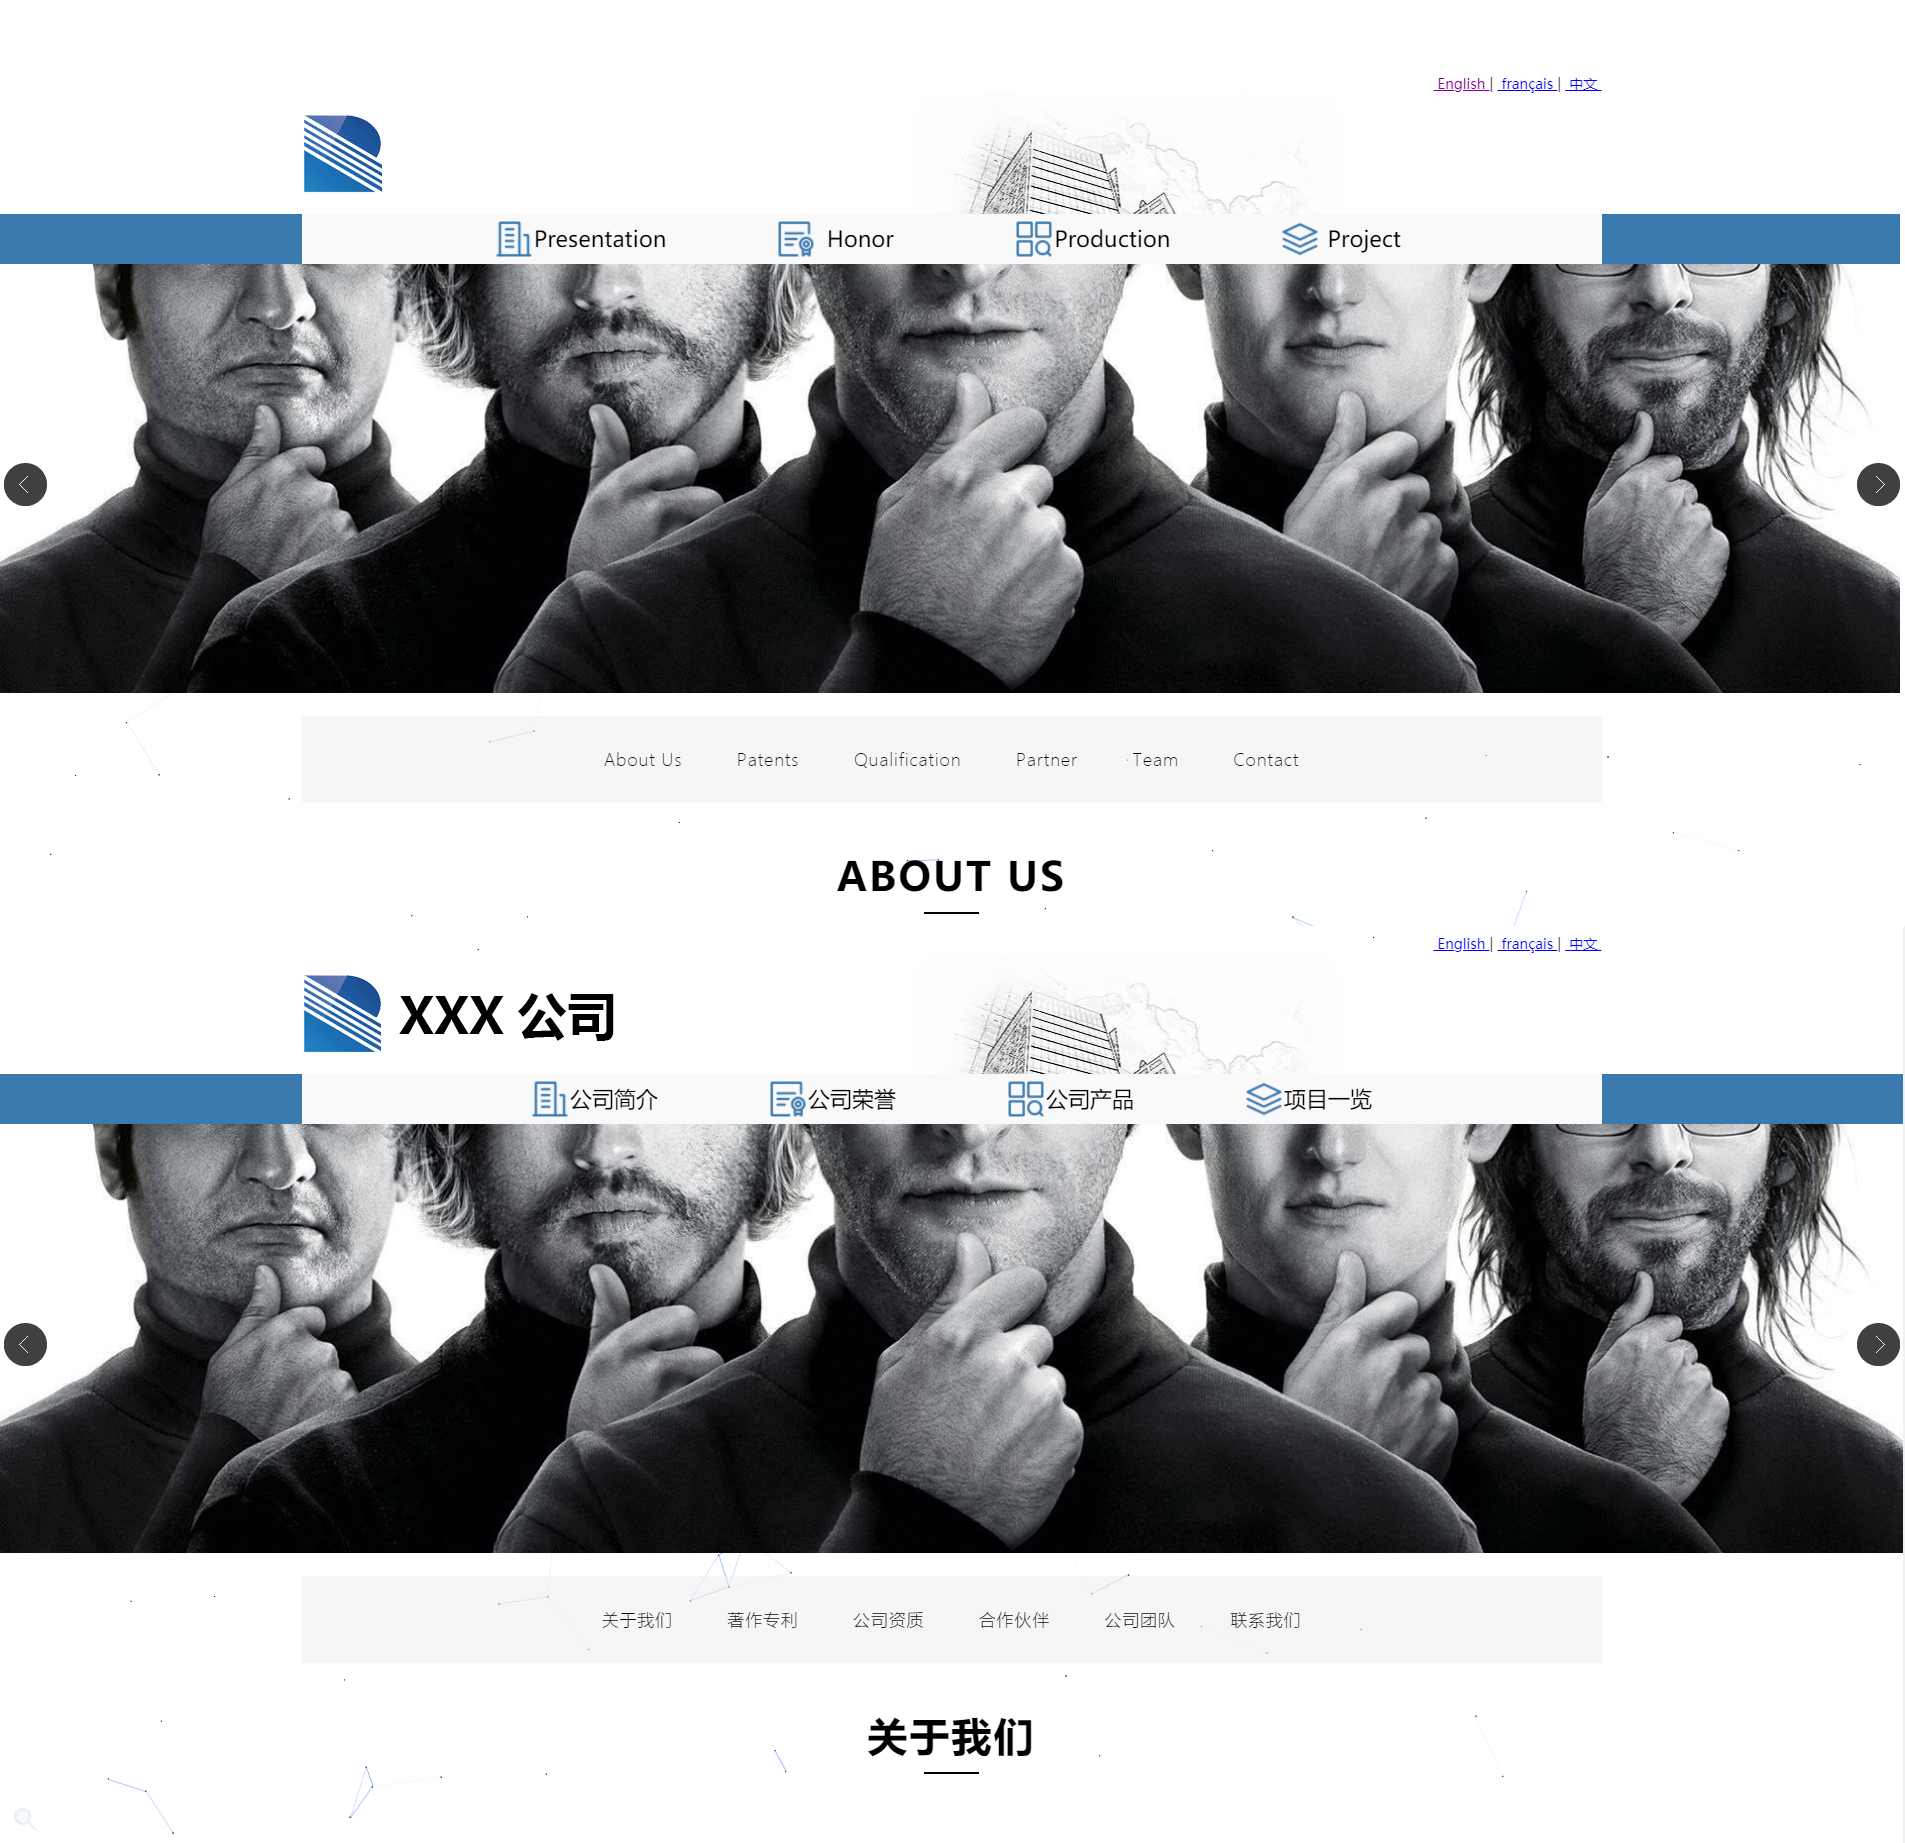 English | français | 中文
Presentation Honor Production Project
About Us Patents Qualification Partner Team Contact
ABOUT US
English | français | 中文
XXX 公司
公司简介 公司荣誉 公司产品 项目一览
关于我们 著作专利 公司资质 合作伙伴 公司团队 联系我们
关于我们